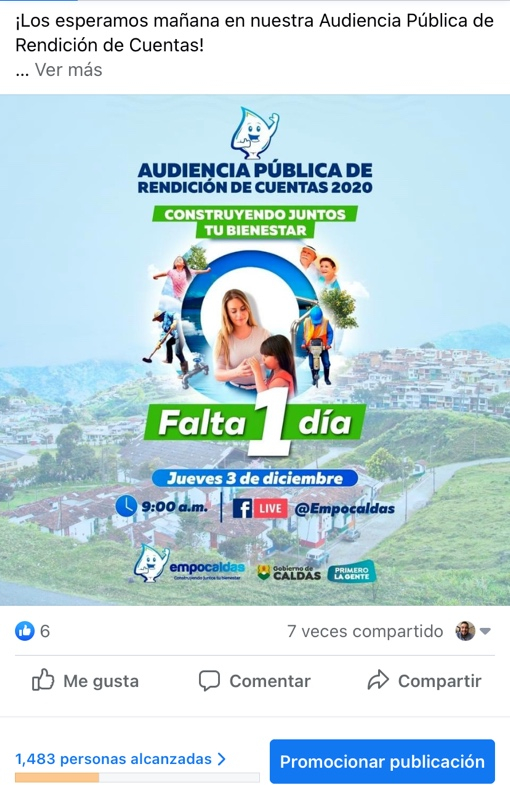 ¡Los esperamos mañana en nuestra Audiencia Pública de
Rendición de Cuentas!
... Ver más
AUDIENCIA PÚBLICA DE
RENDICIÓN DE CUENTAS 2020
CONSTRUYENDO JUNTOS
TU BIENESTAR
Falta 1 día
Jueves 3 de diciembre
9:00 a.m.
LIVE @Empocaldas
empocaldas
Construyendo juntos tu bienestar
Gobierno de
CALDAS
PRIMERO
LA GENTE
6
7 veces compartido
Me gusta
Comentar
Compartir
1,483 personas alcanzadas
Promocionar publicación